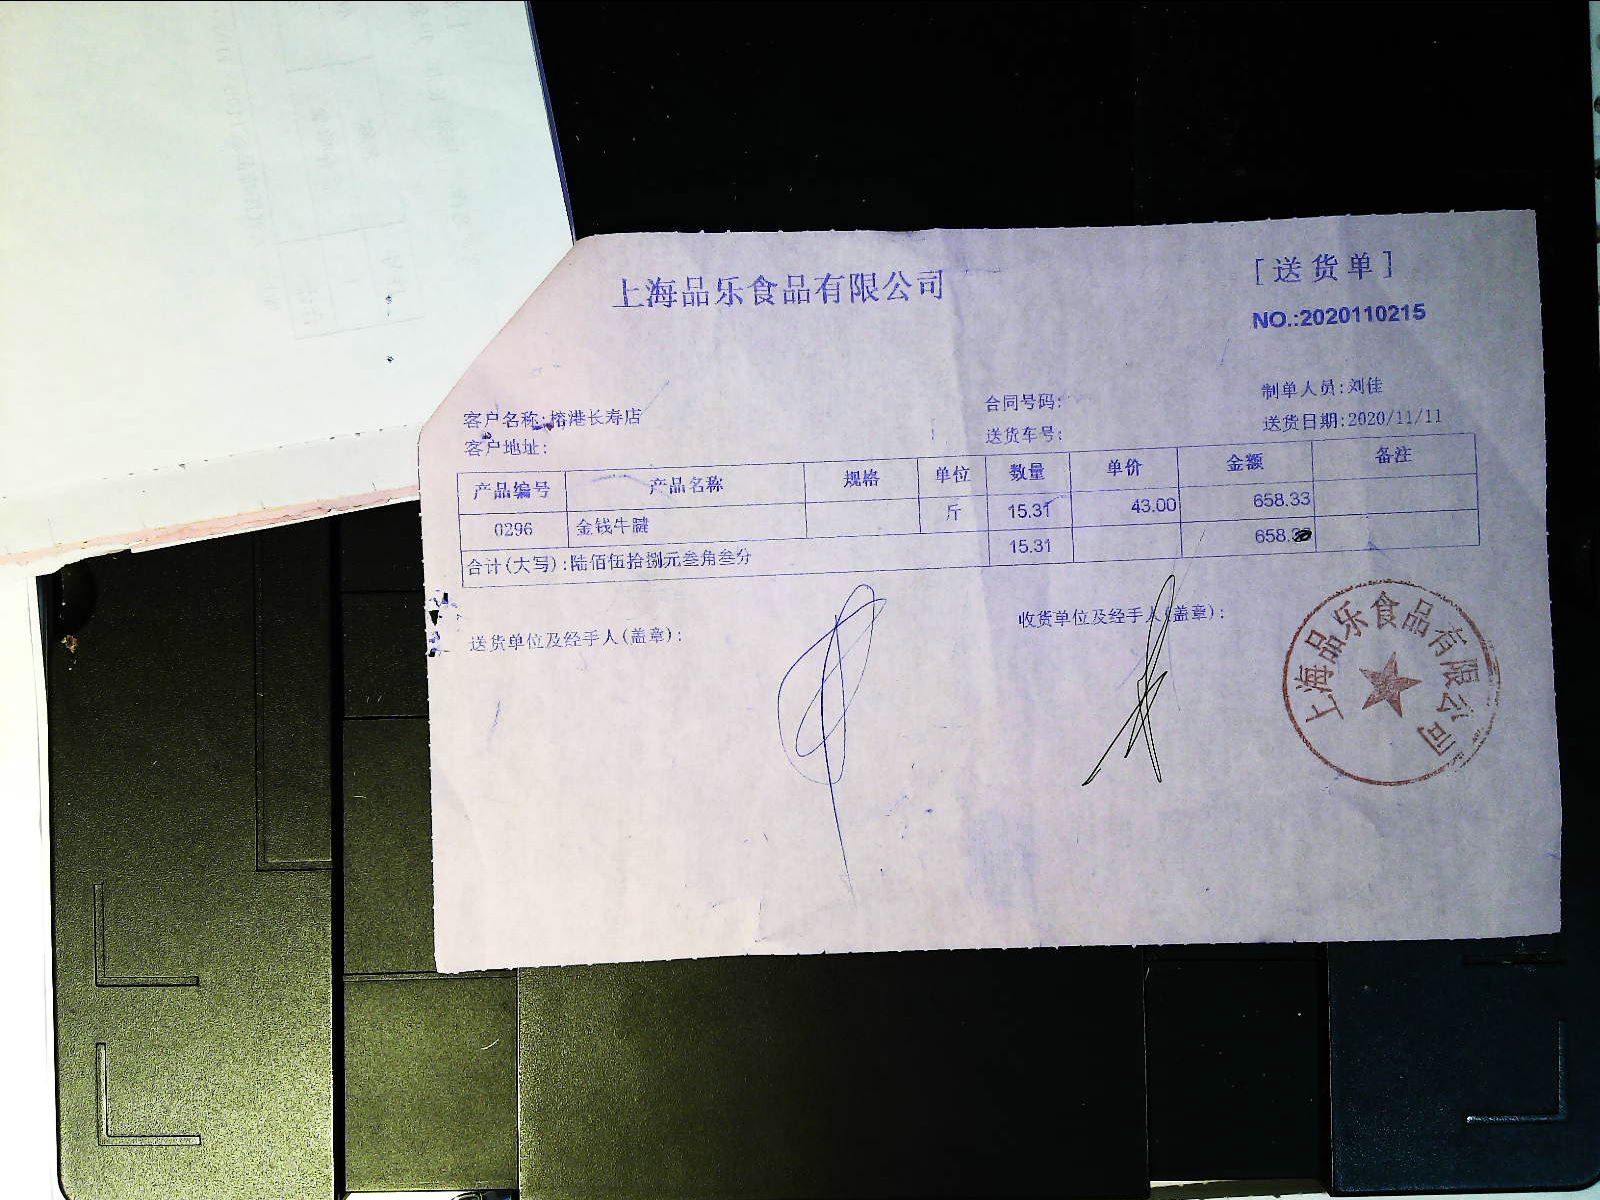 上海品乐食品有限公司
[送货单]
NO.:2020110215
制单人员:刘佳
客户名称:榕港长寿店
合同号码:
送货日期:2020/11/11
客户地址:
送货车号:
产品编号 产品名称 规格 单位 数量 单价 金额 备注
0296 金钱牛腱 斤 15.31 43.00 658.33
合计(大写):陆佰伍拾捌元叁角叁分 15.31 658.
送货单位及经手人(盖章):
收货单位及经手人(盖章):
上海品乐食品有限公司